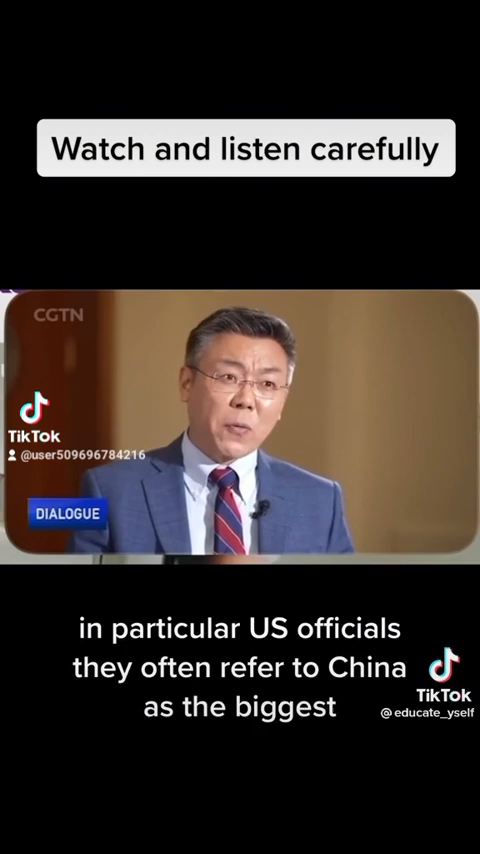 Watch and listen carefully
CGTN
TikTok
@user509696784216
DIALOGUE
in particular US officials
they often refer to China
as the biggest
TikTok
@educate_yself